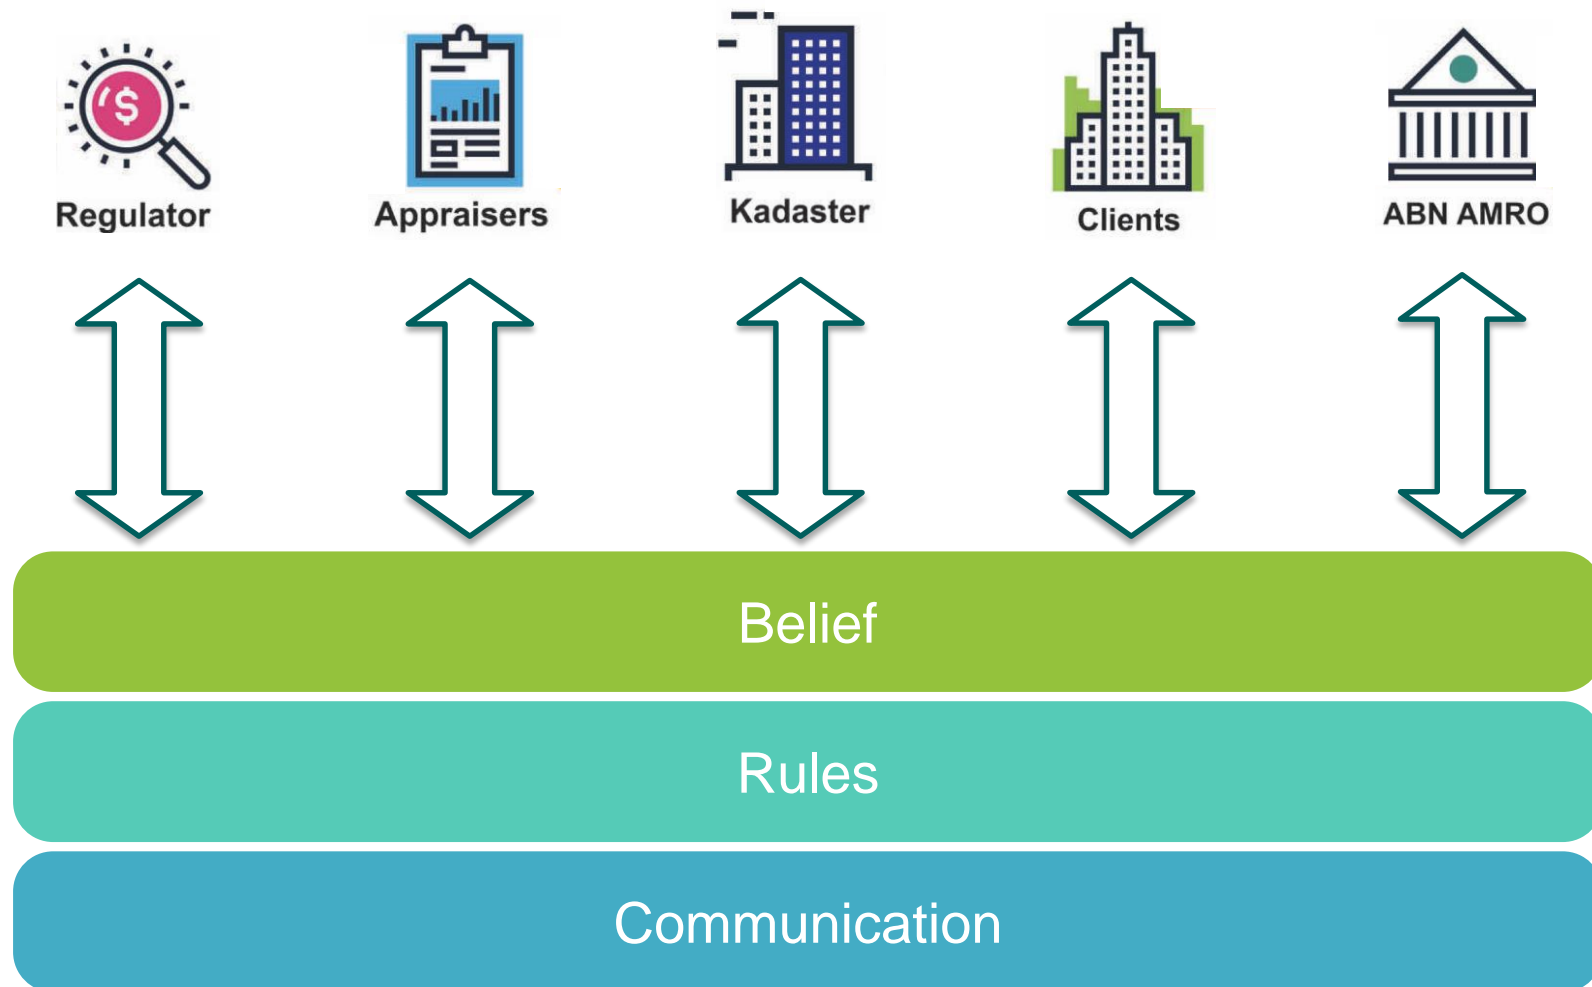 $
Regulator
Appraisers
Kadaster
Clients
ABN AMRO
Belief
Rules
Communication